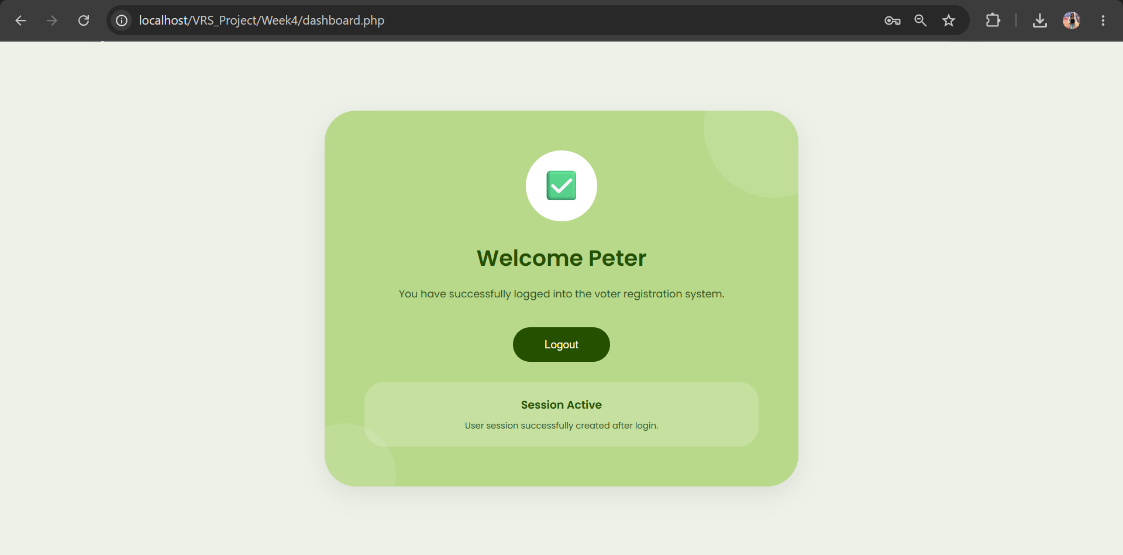 localhost/VRS_Project/Week4/dashboard.php
Welcome Peter
You have successfully logged into the voter registration system.
Logout
Session Active
User session successfully created after login.